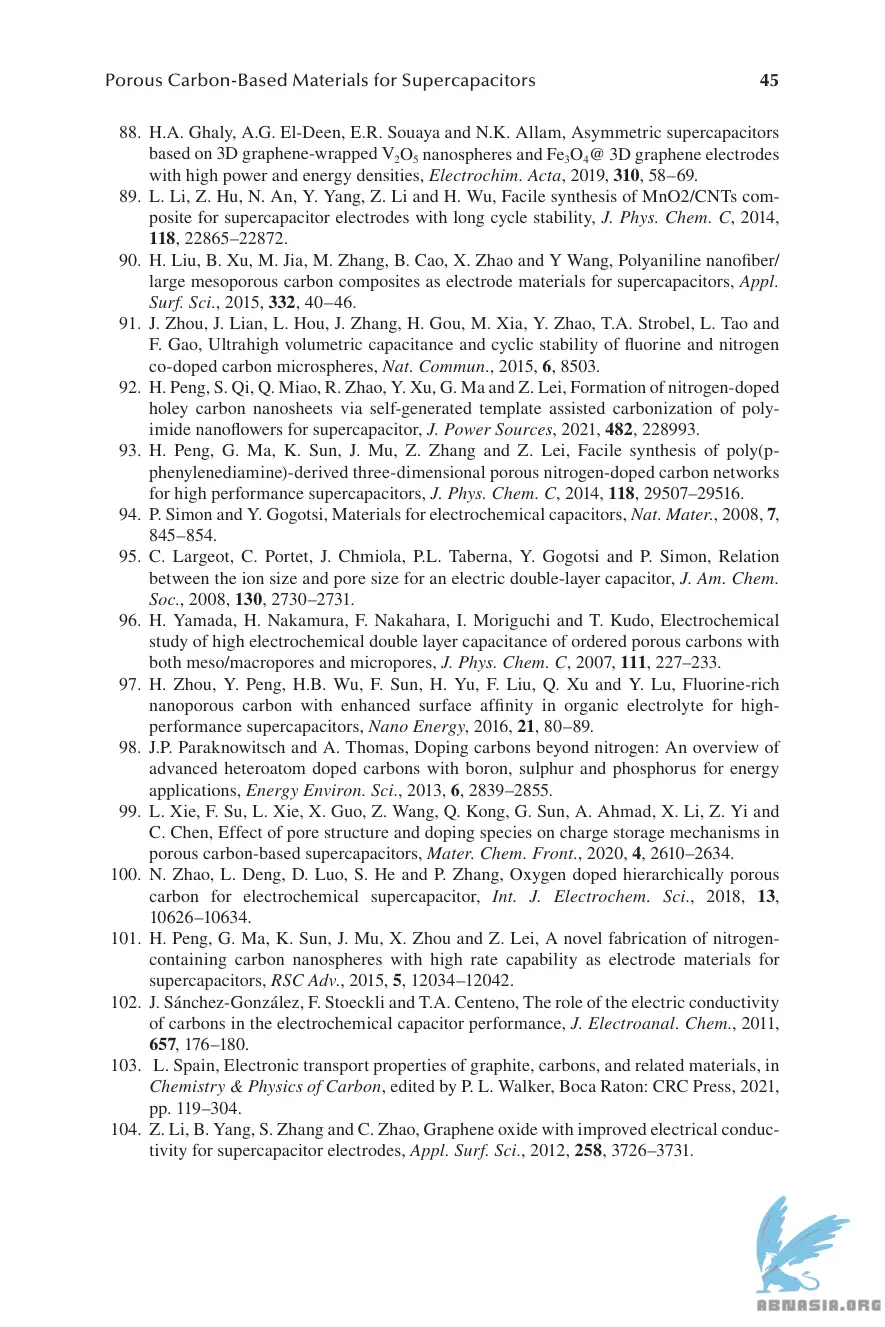 Porous Carbon-Based Materials for Supercapacitors 45
88. H.A. Ghaly, A.G. El-Deen, E.R. Souaya and N.K. Allam, Asymmetric supercapacitors
based on 3D graphene-wrapped V₂O₅ nanospheres and Fe₃O₄@ 3D graphene electrodes
with high power and energy densities, Electrochim. Acta, 2019, 310, 58–69.
89. L. Li, Z. Hu, N. An, Y. Yang, Z. Li and H. Wu, Facile synthesis of MnO2/CNTs com-
posite for supercapacitor electrodes with long cycle stability, J. Phys. Chem. C, 2014,
118, 22865–22872.
90. H. Liu, B. Xu, M. Jia, M. Zhang, B. Cao, X. Zhao and Y Wang, Polyaniline nanofiber/
large mesoporous carbon composites as electrode materials for supercapacitors, Appl.
Surf. Sci., 2015, 332, 40–46.
91. J. Zhou, J. Lian, L. Hou, J. Zhang, H. Gou, M. Xia, Y. Zhao, T.A. Strobel, L. Tao and
F. Gao, Ultrahigh volumetric capacitance and cyclic stability of fluorine and nitrogen
co-doped carbon microspheres, Nat. Commun., 2015, 6, 8503.
92. H. Peng, S. Qi, Q. Miao, R. Zhao, Y. Xu, G. Ma and Z. Lei, Formation of nitrogen-doped
holey carbon nanosheets via self-generated template assisted carbonization of poly-
imide nanoflowers for supercapacitor, J. Power Sources, 2021, 482, 228993.
93. H. Peng, G. Ma, K. Sun, J. Mu, Z. Zhang and Z. Lei, Facile synthesis of poly(p-
phenylenediamine)-derived three-dimensional porous nitrogen-doped carbon networks
for high performance supercapacitors, J. Phys. Chem. C, 2014, 118, 29507–29516.
94. P. Simon and Y. Gogotsi, Materials for electrochemical capacitors, Nat. Mater., 2008, 7,
845–854.
95. C. Largeot, C. Portet, J. Chmiola, P.L. Taberna, Y. Gogotsi and P. Simon, Relation
between the ion size and pore size for an electric double-layer capacitor, J. Am. Chem.
Soc., 2008, 130, 2730–2731.
96. H. Yamada, H. Nakamura, F. Nakahara, I. Moriguchi and T. Kudo, Electrochemical
study of high electrochemical double layer capacitance of ordered porous carbons with
both meso/macropores and micropores, J. Phys. Chem. C, 2007, 111, 227–233.
97. H. Zhou, Y. Peng, H.B. Wu, F. Sun, H. Yu, F. Liu, Q. Xu and Y. Lu, Fluorine-rich
nanoporous carbon with enhanced surface affinity in organic electrolyte for high-
performance supercapacitors, Nano Energy, 2016, 21, 80–89.
98. J.P. Paraknowitsch and A. Thomas, Doping carbons beyond nitrogen: An overview of
advanced heteroatom doped carbons with boron, sulphur and phosphorus for energy
applications, Energy Environ. Sci., 2013, 6, 2839–2855.
99. L. Xie, F. Su, L. Xie, X. Guo, Z. Wang, Q. Kong, G. Sun, A. Ahmad, X. Li, Z. Yi and
C. Chen, Effect of pore structure and doping species on charge storage mechanisms in
porous carbon-based supercapacitors, Mater. Chem. Front., 2020, 4, 2610–2634.
100. N. Zhao, L. Deng, D. Luo, S. He and P. Zhang, Oxygen doped hierarchically porous
carbon for electrochemical supercapacitor, Int. J. Electrochem. Sci., 2018, 13,
10626–10634.
101. H. Peng, G. Ma, K. Sun, J. Mu, X. Zhou and Z. Lei, A novel fabrication of nitrogen-
containing carbon nanospheres with high rate capability as electrode materials for
supercapacitors, RSC Adv., 2015, 5, 12034–12042.
102. J. Sánchez-González, F. Stoeckli and T.A. Centeno, The role of the electric conductivity
of carbons in the electrochemical capacitor performance, J. Electroanal. Chem., 2011,
657, 176–180.
103. L. Spain, Electronic transport properties of graphite, carbons, and related materials, in
Chemistry & Physics of Carbon, edited by P. L. Walker, Boca Raton: CRC Press, 2021,
pp. 119–304.
104. Z. Li, B. Yang, S. Zhang and C. Zhao, Graphene oxide with improved electrical conduc-
tivity for supercapacitor electrodes, Appl. Surf. Sci., 2012, 258, 3726–3731.
ABNASIA.ORG